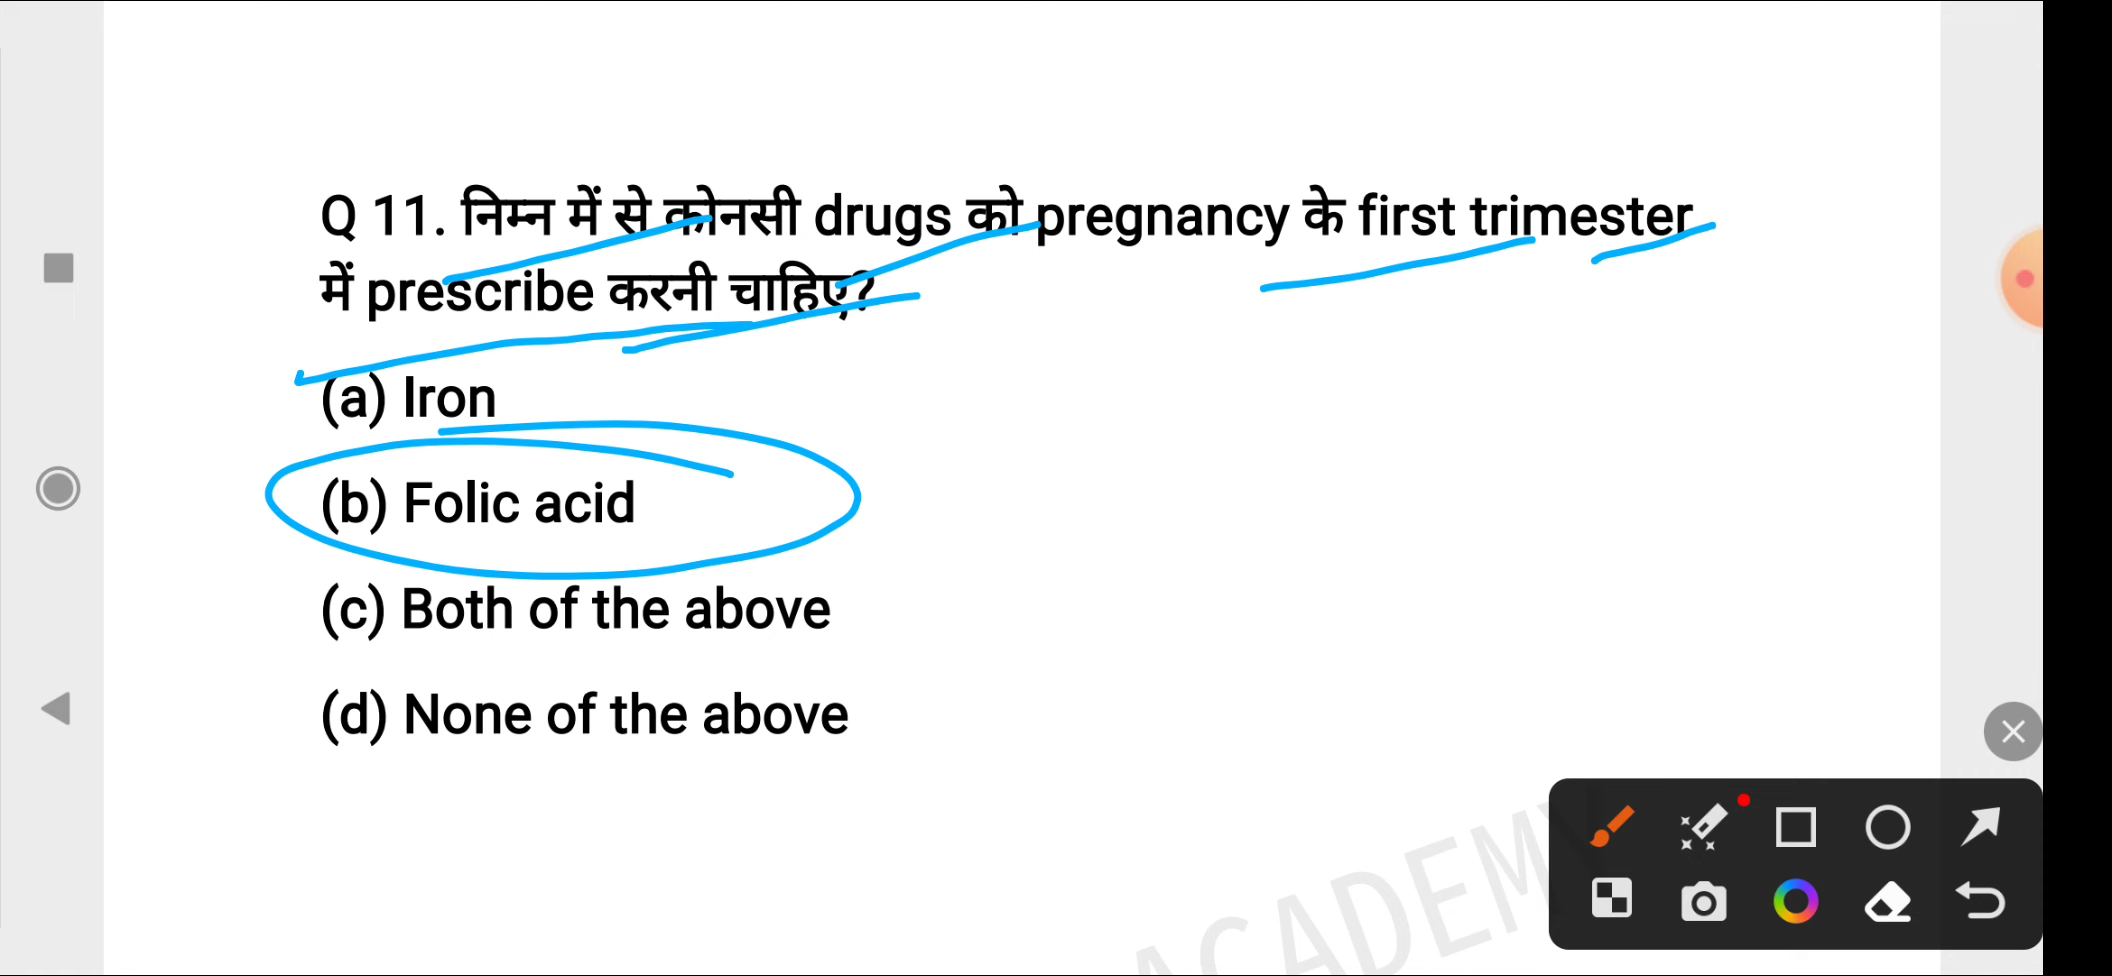 Q 11. निम्न में से कोनसी drugs को pregnancy के first trimester
में prescribe करनी चाहिए?
(a) Iron
(b) Folic acid
(c) Both of the above
(d) None of the above
ACADEMY